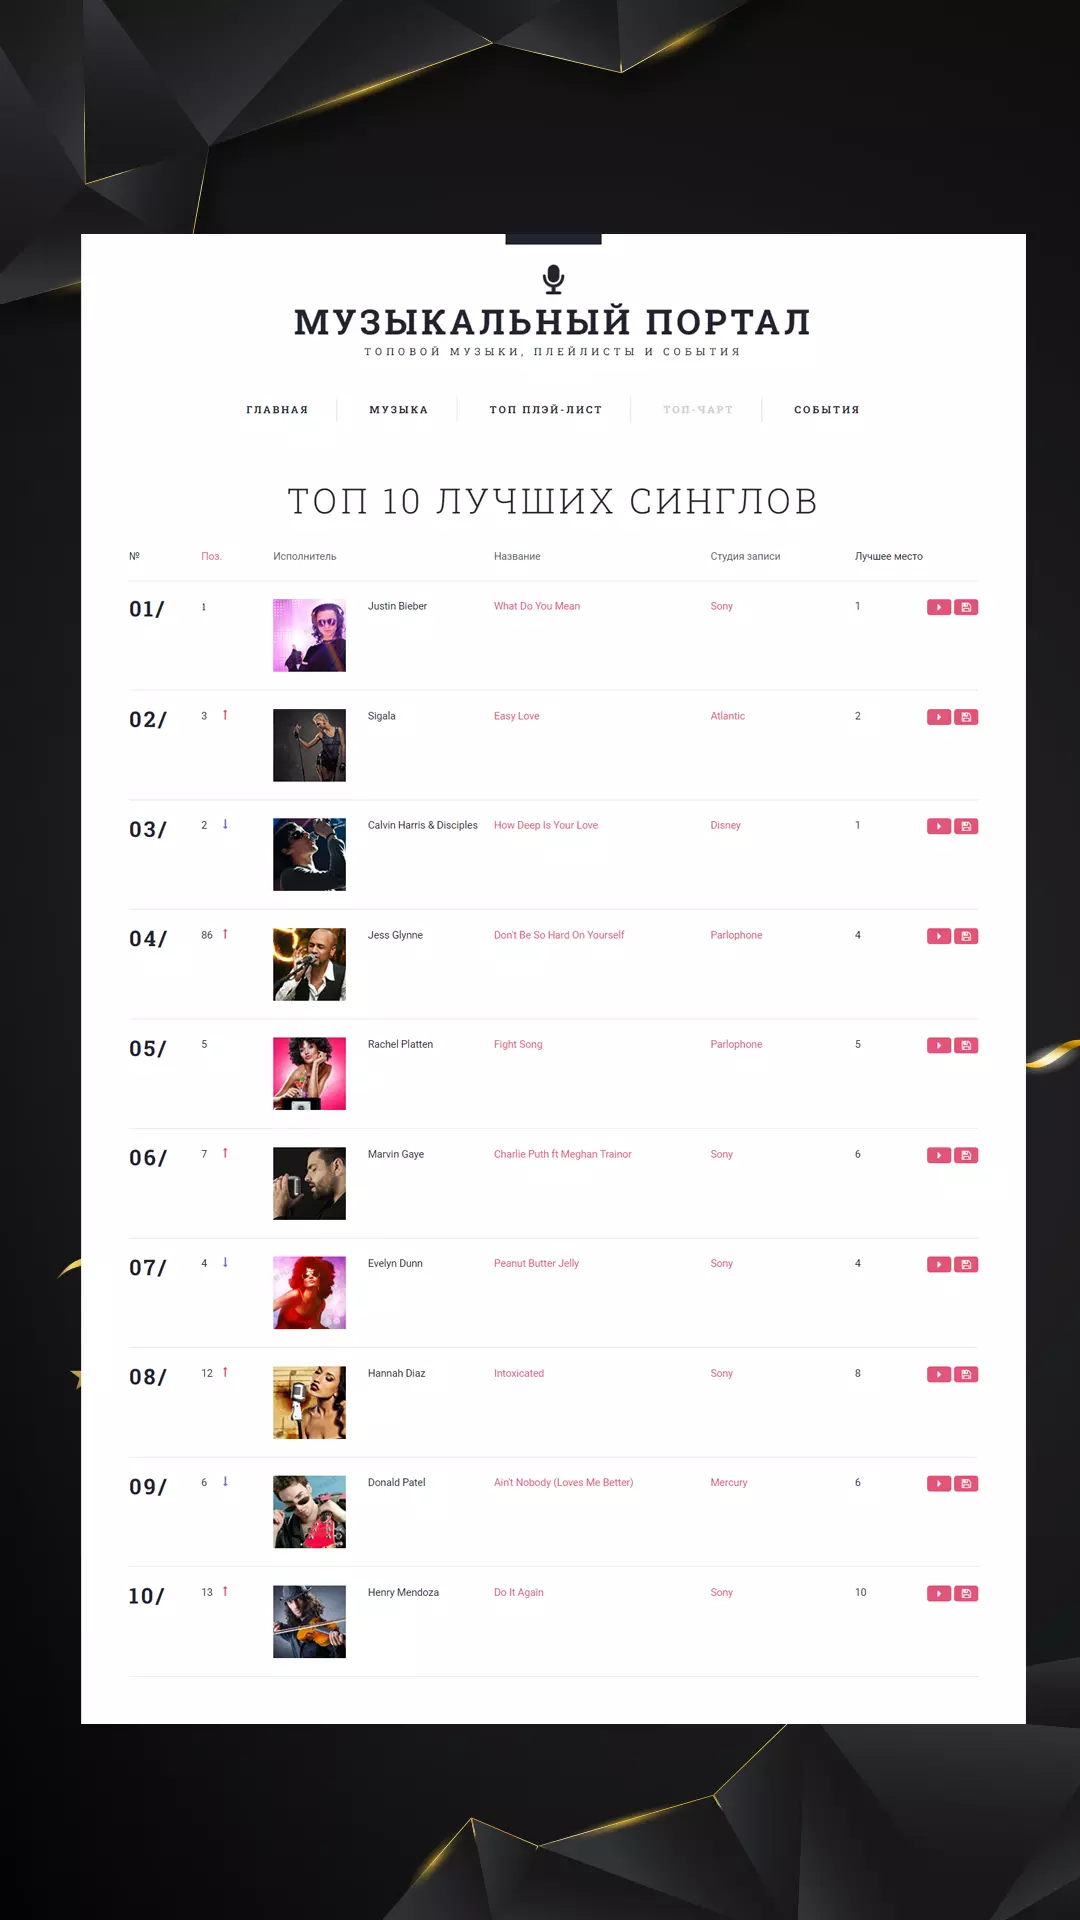 МУЗЫКАЛЬНЫЙ ПОРТАЛ
ТОПОВОЙ МУЗЫКИ, ПЛЕЙЛИСТЫ И СОБЫТИЯ
ГЛАВНАЯ МУЗЫКА ТОП ПЛЭЙ-ЛИСТ ТОП-ЧАРТ СОБЫТИЯ
ТОП 10 ЛУЧШИХ СИНГЛОВ
№ Поз. Исполнитель Название Студия записи Лучшее место
01/ 1 Justin Bieber What Do You Mean Sony 1
02/ 3 Sigala Easy Love Atlantic 2
03/ 2 Calvin Harris & Disciples How Deep Is Your Love Disney 1
04/ 86 Jess Glynne Don't Be So Hard On Yourself Parlophone 4
05/ 5 Rachel Platten Fight Song Parlophone 5
06/ 7 Marvin Gaye Charlie Puth ft Meghan Trainor Sony 6
07/ 4 Evelyn Dunn Peanut Butter Jelly Sony 4
08/ 12 Hannah Diaz Intoxicated Sony 8
09/ 6 Donald Patel Ain't Nobody (Loves Me Better) Mercury 6
10/ 13 Henry Mendoza Do It Again Sony 10